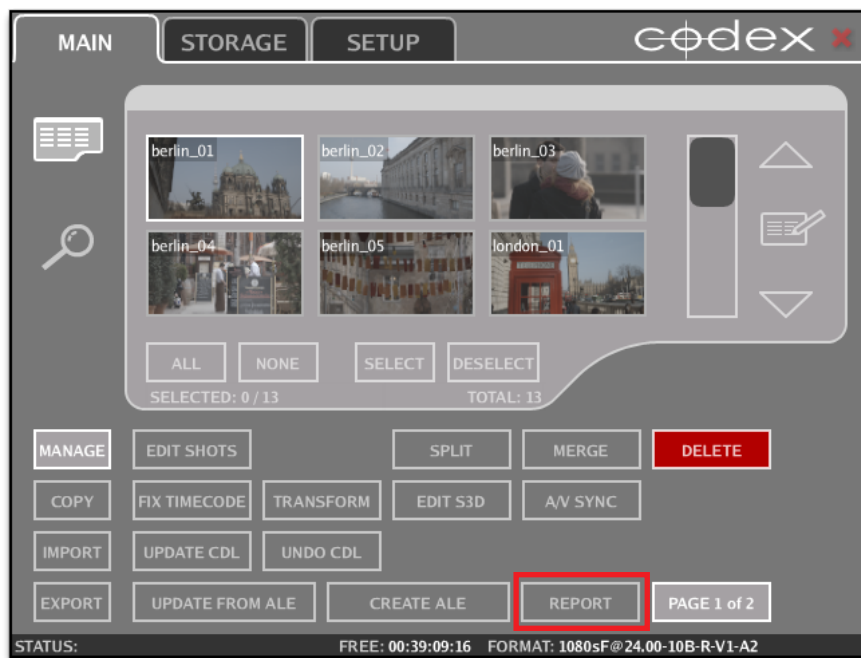 MAIN STORAGE SETUP codex
berlin_01 berlin_02 berlin_03
berlin_04 berlin_05 london_01
TELEPHONE
ALL NONE SELECT DESELECT
SELECTED: 0 / 13 TOTAL: 13
MANAGE EDIT SHOTS SPLIT MERGE DELETE
COPY FIX TIMECODE TRANSFORM EDIT S3D A/V SYNC
IMPORT UPDATE CDL UNDO CDL
EXPORT UPDATE FROM ALE CREATE ALE REPORT PAGE 1 of 2
STATUS: FREE: 00:39:09:16 FORMAT: 1080sF@24.00-10B-R-V1-A2